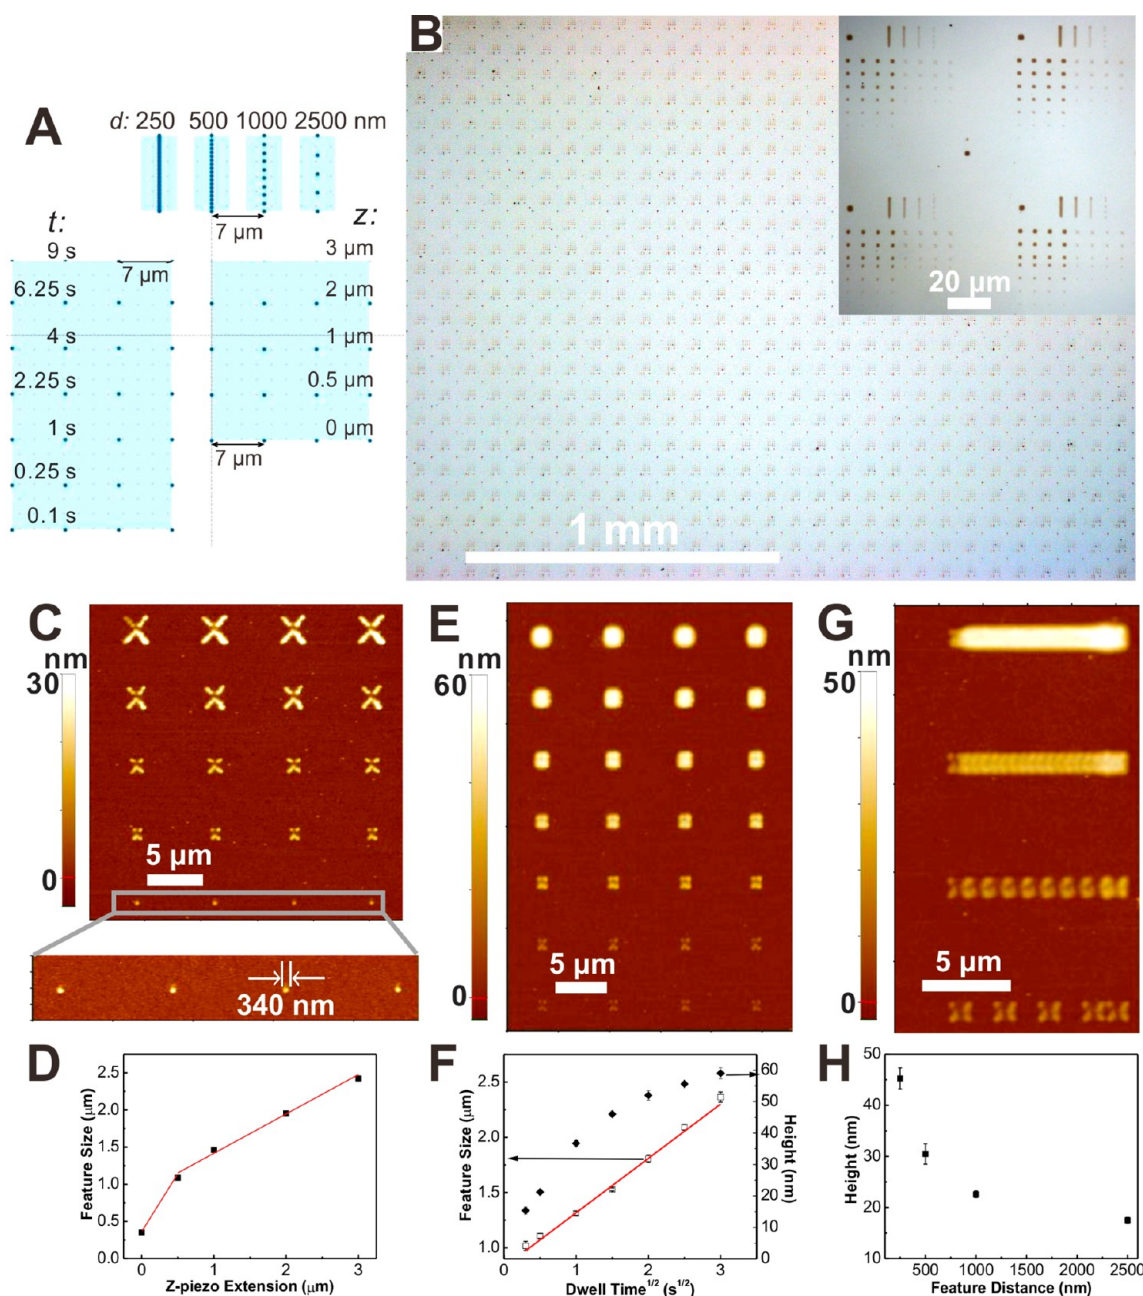 A
d: 250 500 1000 2500 nm
7 µm
t:
z:
9 s
7 µm
3 µm
6.25 s
2 µm
4 s
1 µm
2.25 s
0.5 µm
1 s
0 µm
7 µm
0.25 s
0.1 s
B
20 µm
1 mm
C
nm
30
0
5 µm
340 nm
E
nm
60
0
5 µm
G
nm
50
0
5 µm
D
Feature Size (µm)
2.5
2.0
1.5
1.0
0.5
0.0
0 1 2 3
Z-piezo Extension (µm)
F
Feature Size (µm)
2.5
2.0
1.5
1.0
0 1 2 3
Dwell Time1/2 (s1/2)
60
50
40
30
20
10
0
Height (nm)
H
Height (nm)
50
40
30
20
10
500 1000 1500 2000 2500
Feature Distance (nm)